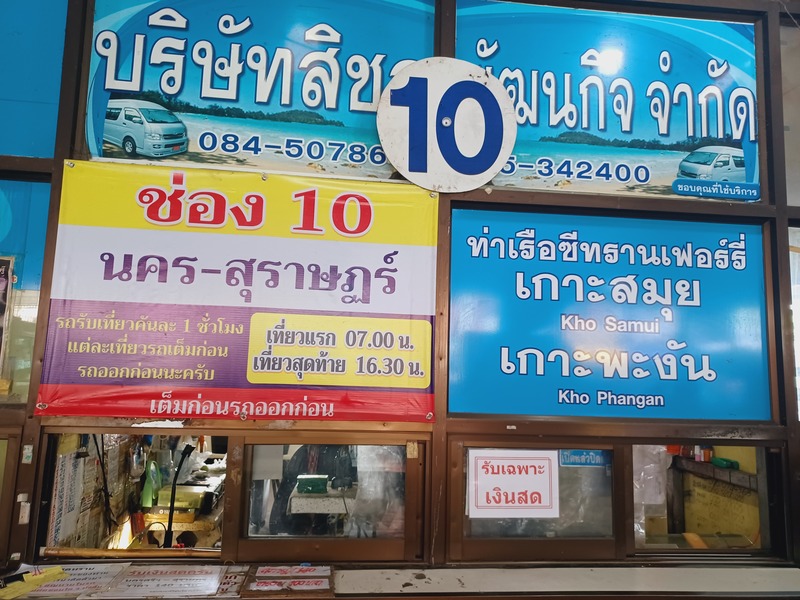 บริษัทสิชล พัฒนกิจ จำกัด
10
084-50786
5-342400
ขอบคุณที่ใช้บริการ
ช่อง 10
นคร-สุราษฎร์
รถรับเที่ยวคันละ 1 ชั่วโมง
แต่ละเที่ยวรถเต็มก่อน
รถออกก่อนนะครับ
เที่ยวแรก 07.00 น.
เที่ยวสุดท้าย 16.30 น.
เต็มก่อนรถออกก่อน
ท่าเรือซีทรานเฟอร์รี่
เกาะสมุย
Kho Samui
เกาะพะงัน
Kho Phangan
รับเฉพาะ
เงินสด